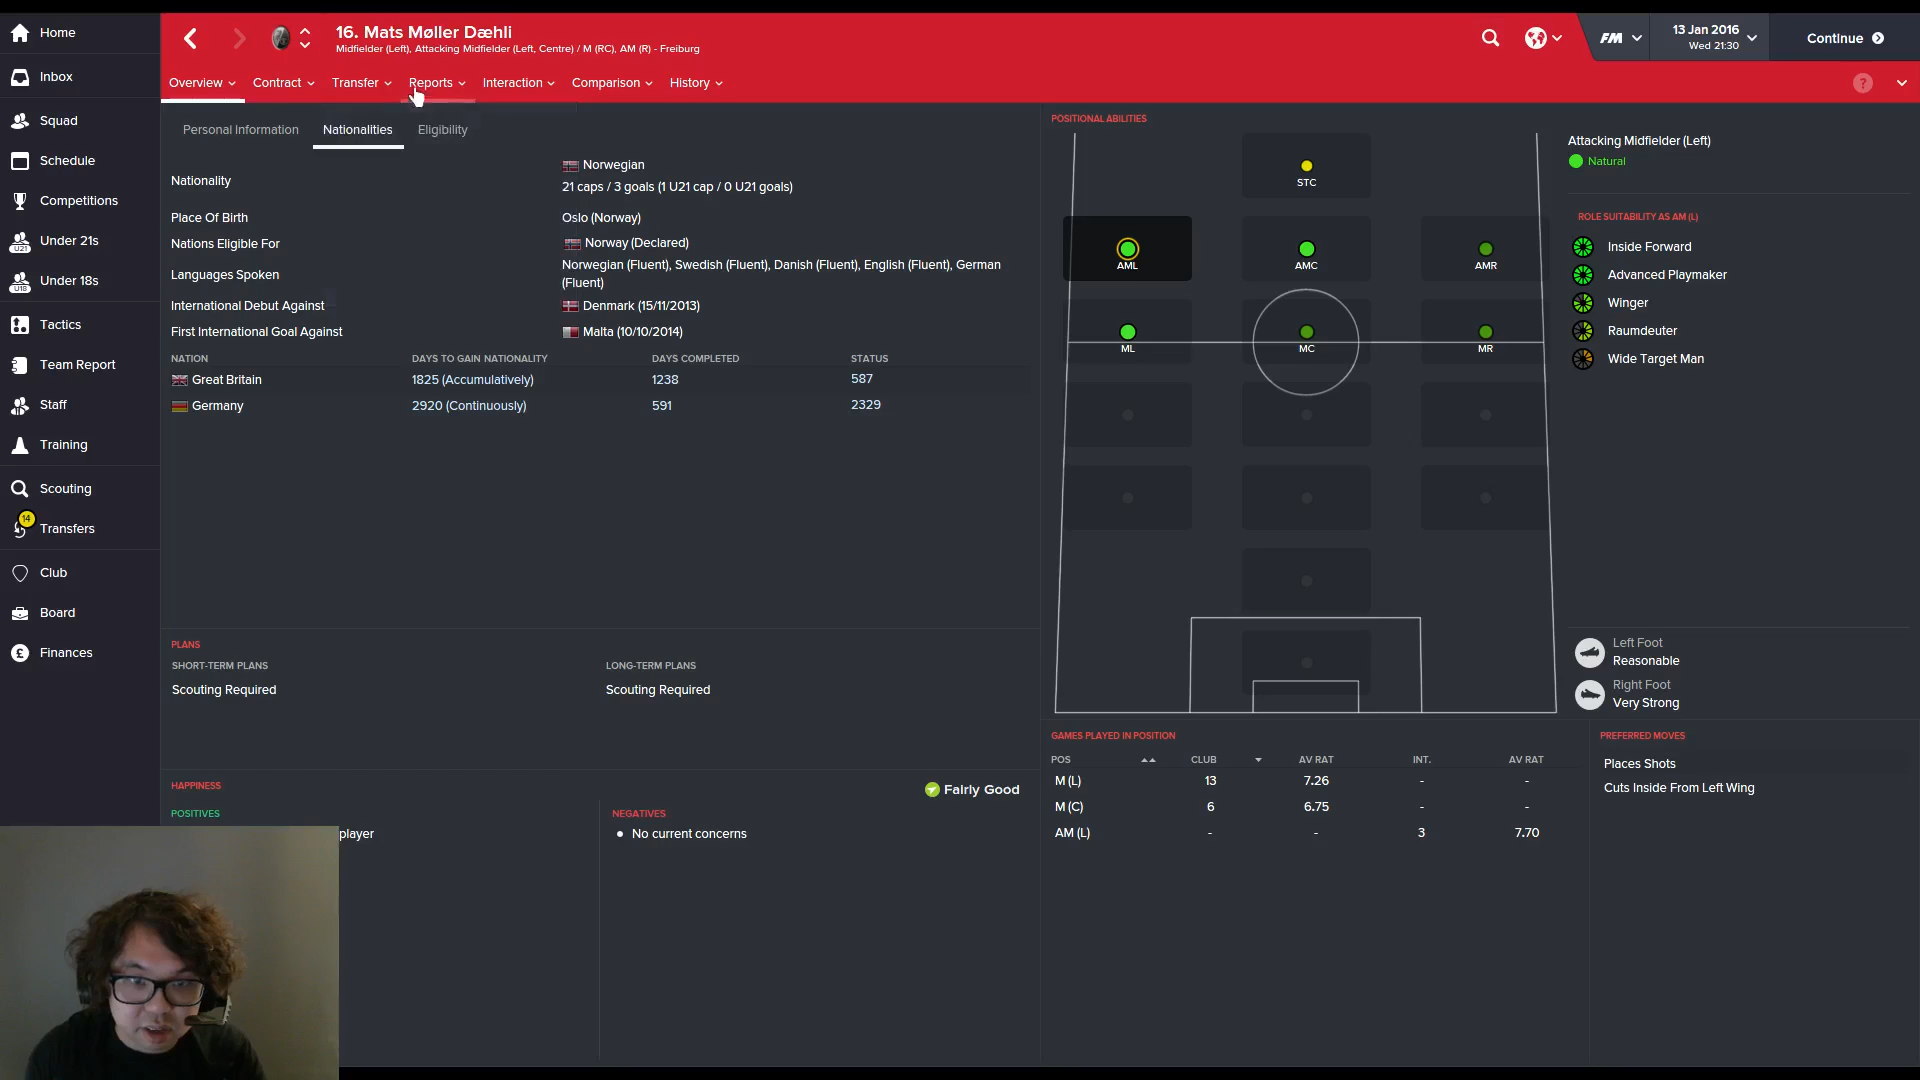 Home
Inbox
Squad
Schedule
Competitions
Under 21s
U21
Under 18s
U18
Tactics
Team Report
Staff
Training
Scouting
14
Transfers
Club
Board
Finances
16. Mats Møller Dæhli
Midfielder (Left), Attacking Midfielder (Left, Centre) / M (RC), AM (R) - Freiburg
FM
13 Jan 2016
Wed 21:30
Continue
Overview Contract Transfer Reports Interaction Comparison History
?
Personal Information Nationalities Eligibility
Nationality
Norwegian
21 caps / 3 goals (1 U21 cap / 0 U21 goals)
Place Of Birth Oslo (Norway)
Nations Eligible For Norway (Declared)
Languages Spoken Norwegian (Fluent), Swedish (Fluent), Danish (Fluent), English (Fluent), German
(Fluent)
International Debut Against Denmark (15/11/2013)
First International Goal Against Malta (10/10/2014)
NATION DAYS TO GAIN NATIONALITY DAYS COMPLETED STATUS
Great Britain 1825 (Accumulatively) 1238 587
Germany 2920 (Continuously) 591 2329
PLANS
SHORT-TERM PLANS LONG-TERM PLANS
Scouting Required Scouting Required
HAPPINESS
Fairly Good
POSITIVES NEGATIVES
player
No current concerns
POSITIONAL ABILITIES
STC
AML AMC AMR
ML MC MR
Attacking Midfielder (Left)
Natural
ROLE SUITABILITY AS AM (L)
Inside Forward
Advanced Playmaker
Winger
Raumdeuter
Wide Target Man
Left Foot
Reasonable
Right Foot
Very Strong
GAMES PLAYED IN POSITION
POS CLUB AV RAT INT. AV RAT
M (L) 13 7.26 - -
M (C) 6 6.75 - -
AM (L) - - 3 7.70
PREFERRED MOVES
Places Shots
Cuts Inside From Left Wing